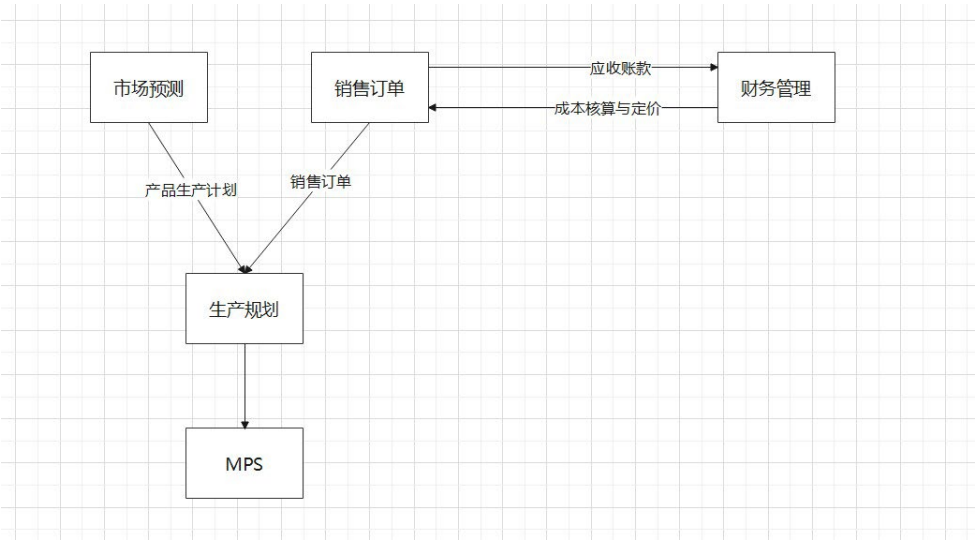 市场预测
销售订单
应收账款
成本核算与定价
财务管理
产品生产计划
销售订单
生产规划
MPS